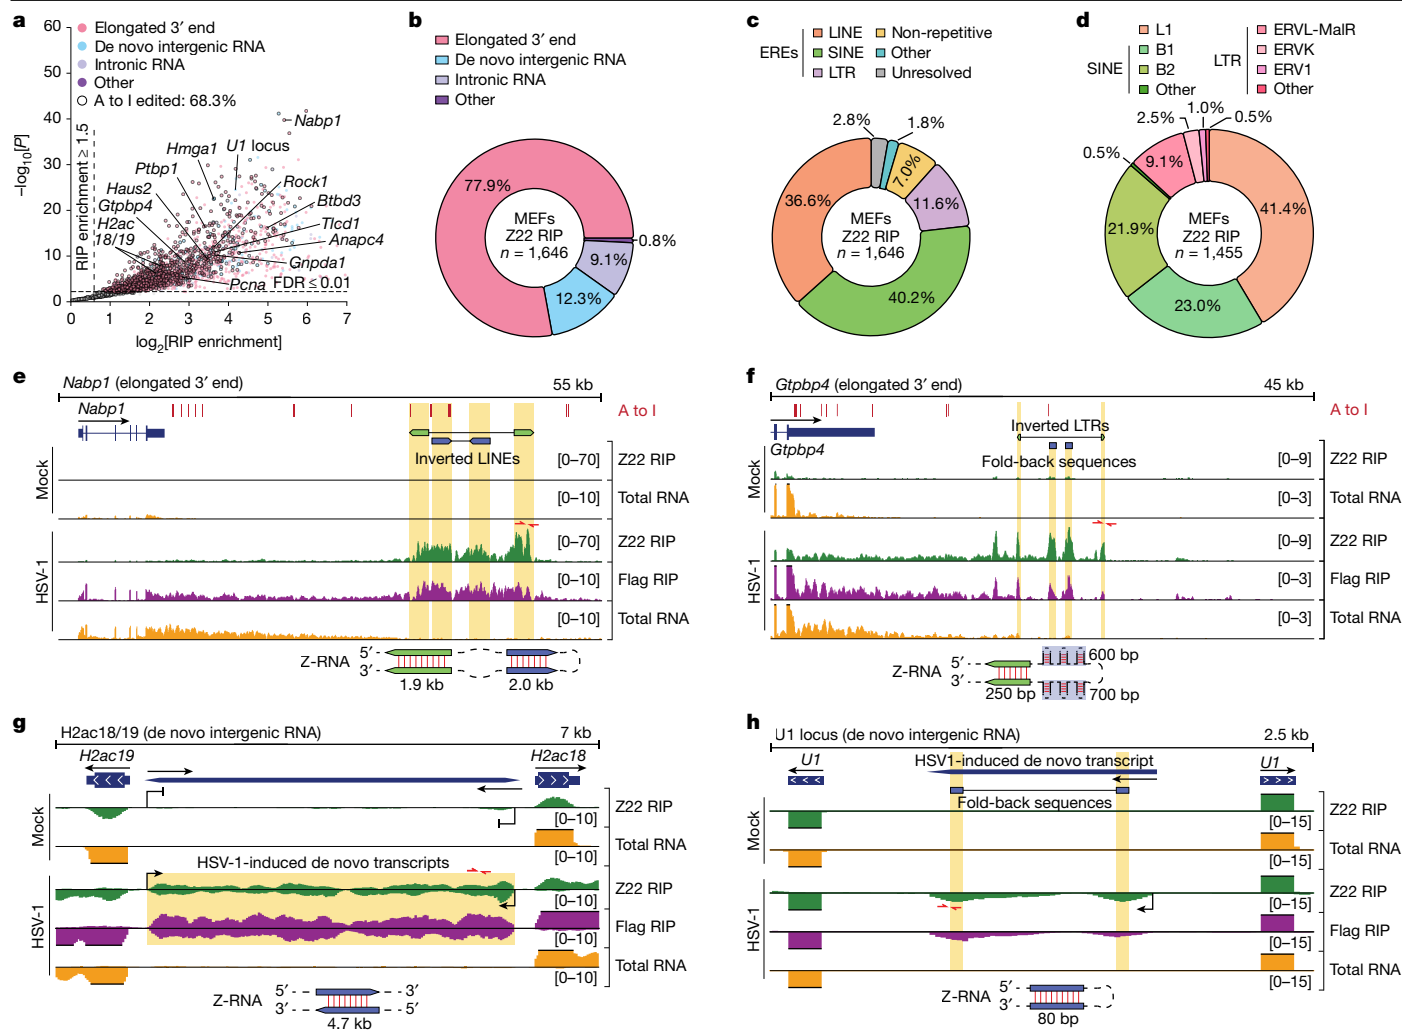 a
60
50
40
30
20
10
0
–log10[P]
0 1 2 3 4 5 6 7
log2[RIP enrichment]
Elongated 3′ end
De novo intergenic RNA
Intronic RNA
Other
A to I edited: 68.3%
RIP enrichment ≥ 1.5
FDR ≤ 0.01
Nabp1
Hmga1
U1 locus
Ptbp1
Rock1
Haus2
Btbd3
Gtpbp4
H2ac
18/19
Tlcd1
Anapc4
Gnpda1
Pcna
b
Elongated 3′ end
De novo intergenic RNA
Intronic RNA
Other
77.9%
0.8%
9.1%
12.3%
MEFs
Z22 RIP
n = 1,646
c
EREs
LINE
SINE
LTR
Non-repetitive
Other
Unresolved
2.8%
1.8%
7.0%
11.6%
36.6%
40.2%
MEFs
Z22 RIP
n = 1,646
d
L1
SINE
B1
B2
Other
LTR
ERVL-MalR
ERVK
ERV1
Other
1.0%
2.5%
0.5%
0.5%
9.1%
41.4%
21.9%
23.0%
MEFs
Z22 RIP
n = 1,455
e
Nabp1 (elongated 3′ end)
55 kb
A to I
Nabp1
Inverted LINEs
Mock
[0–70] Z22 RIP
[0–10] Total RNA
HSV-1
[0–70] Z22 RIP
[0–10] Flag RIP
[0–10] Total RNA
Z-RNA
5′
3′
1.9 kb
2.0 kb
f
Gtpbp4 (elongated 3′ end)
45 kb
A to I
Inverted LTRs
Gtpbp4
Fold-back sequences
Mock
[0–9] Z22 RIP
[0–3] Total RNA
HSV-1
[0–9] Z22 RIP
[0–3] Flag RIP
[0–3] Total RNA
Z-RNA
5′
3′
600 bp
250 bp
700 bp
g
H2ac18/19 (de novo intergenic RNA)
7 kb
H2ac19
H2ac18
Mock
Z22 RIP
[0–10]
Total RNA
[0–10]
HSV-1-induced de novo transcripts
HSV-1
Z22 RIP
[0–10]
Flag RIP
[0–10]
Total RNA
[0–10]
Z-RNA
5′ 3′
3′ 5′
4.7 kb
h
U1 locus (de novo intergenic RNA)
2.5 kb
U1
HSV1-induced de novo transcript
U1
Fold-back sequences
Mock
Z22 RIP
[0–15]
Total RNA
[0–15]
HSV-1
Z22 RIP
[0–15]
Flag RIP
[0–15]
Total RNA
[0–15]
Z-RNA
5′
3′
80 bp